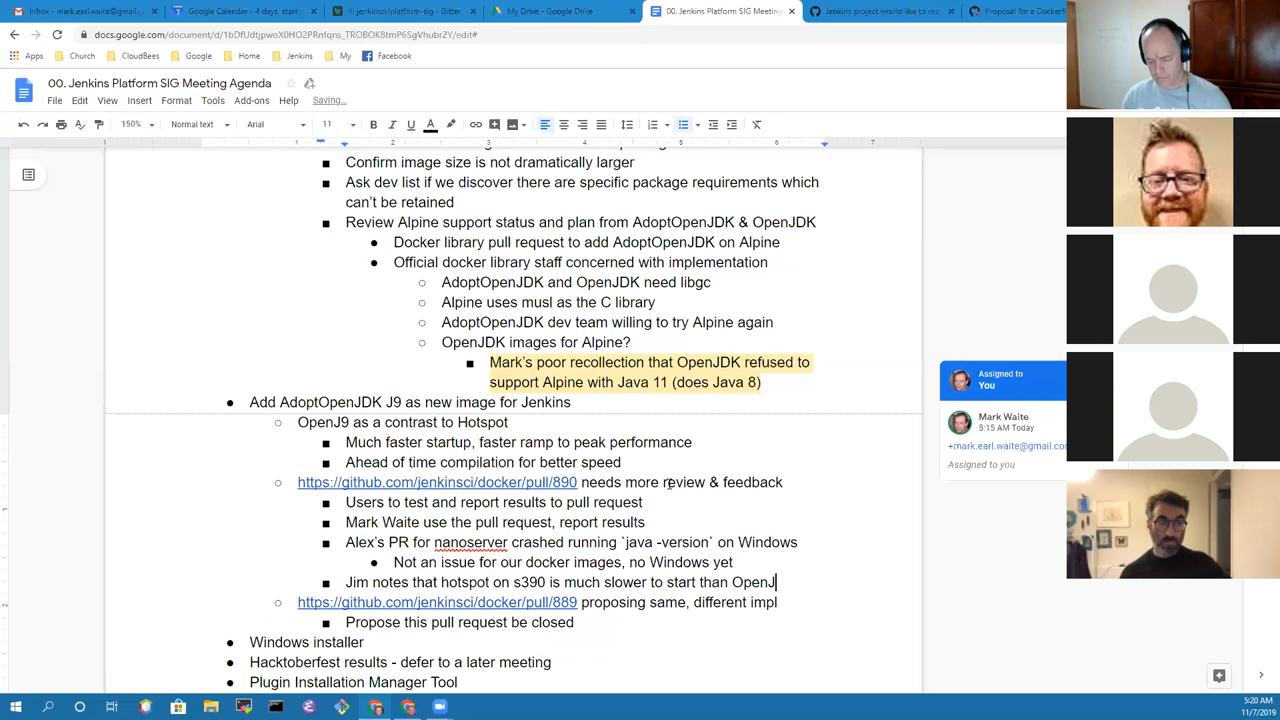 Inbox - mark.earl.waite@gmail.co
Google Calendar - 4 days, starti
jenkinsci/platform-sig - Gitter
My Drive - Google Drive
00. Jenkins Platform SIG Meeting
Jenkins project would like to rea
Proposal for a Dockerf
docs.google.com/document/d/1bDfUdtjpwoX0HO2PRnfqns_TROBOK8tmP6SgVhubr2Y/edit#
Apps
Church
CloudBees
Google
Home
Jenkins
My
Facebook
00. Jenkins Platform SIG Meeting Agenda
File Edit View Insert Format Tools Add-ons Help Saving...
150% Normal text Arial 11 B I U A
1 1 2 3 4 5 6 7
Confirm image size is not dramatically larger
Ask dev list if we discover there are specific package requirements which
can't be retained
Review Alpine support status and plan from AdoptOpenJDK & OpenJDK
Docker library pull request to add AdoptOpenJDK on Alpine
Official docker library staff concerned with implementation
AdoptOpenJDK and OpenJDK need libgc
Alpine uses musl as the C library
AdoptOpenJDK dev team willing to try Alpine again
OpenJDK images for Alpine?
Mark's poor recollection that OpenJDK refused to
support Alpine with Java 11 (does Java 8)
Add AdoptOpenJDK J9 as new image for Jenkins
OpenJ9 as a contrast to Hotspot
Much faster startup, faster ramp to peak performance
Ahead of time compilation for better speed
https://github.com/jenkinsci/docker/pull/890 needs more review & feedback
Users to test and report results to pull request
Mark Waite use the pull request, report results
Alex's PR for nanoserver crashed running `java -version` on Windows
Not an issue for our docker images, no Windows yet
Jim notes that hotspot on s390 is much slower to start than OpenJ
https://github.com/jenkinsci/docker/pull/889 proposing same, different impl
Propose this pull request be closed
Windows installer
Hacktoberfest results - defer to a later meeting
Plugin Installation Manager Tool
Assigned to
You
Mark Waite
5:15 AM Today
+mark.earl.waite@gmail.com
Assigned to you
5:20 AM
11/7/2019